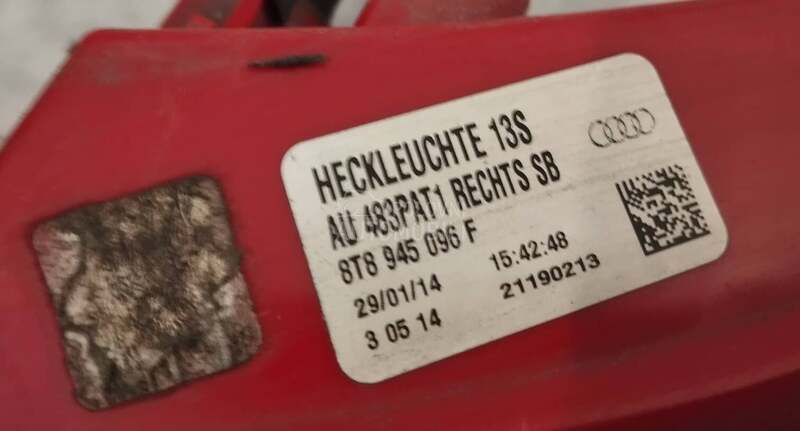 HECKLEUCHTE 13S
AU 483PAT1 RECHTS SB
8T8 945 096 F
29/01/14 15:42:48
3 05 14 21190213